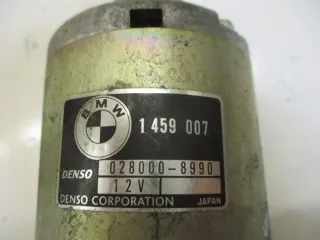 BMW
1 459 007
DENSO 028000-8990
12V
DENSO CORPORATION JAPAN